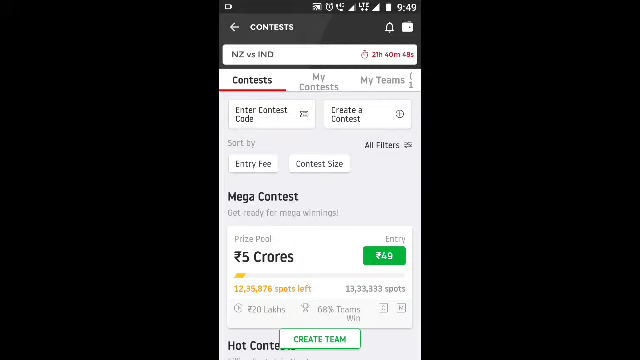 LTE 9:49
CONTESTS
NZ vs IND 21h 40m 48s
Contests My Contests My Teams ( 1
Enter Contest Code
Create a Contest
Sort by All Filters
Entry Fee Contest Size
Mega Contest
Get ready for mega winnings!
Prize Pool Entry
₹5 Crores ₹49
12,35,876 spots left 13,33,333 spots
₹20 Lakhs 68% Teams Win C M
CREATE TEAM
Hot Contests